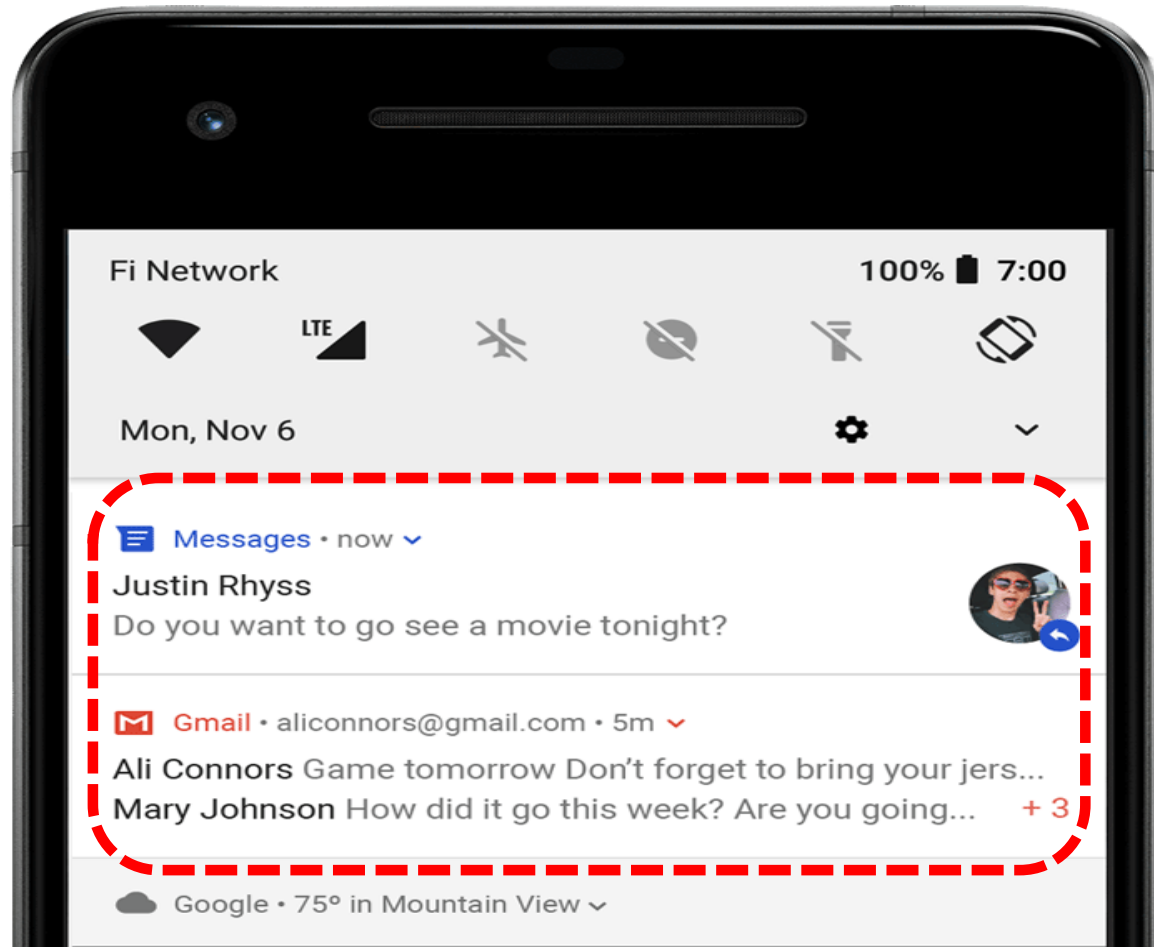 Fi Network 100% 7:00
LTE
Mon, Nov 6
Messages • now
Justin Rhyss
Do you want to go see a movie tonight?
Gmail • aliconnors@gmail.com • 5m
Ali Connors Game tomorrow Don't forget to bring your jers...
Mary Johnson How did it go this week? Are you going... + 3
Google • 75º in Mountain View